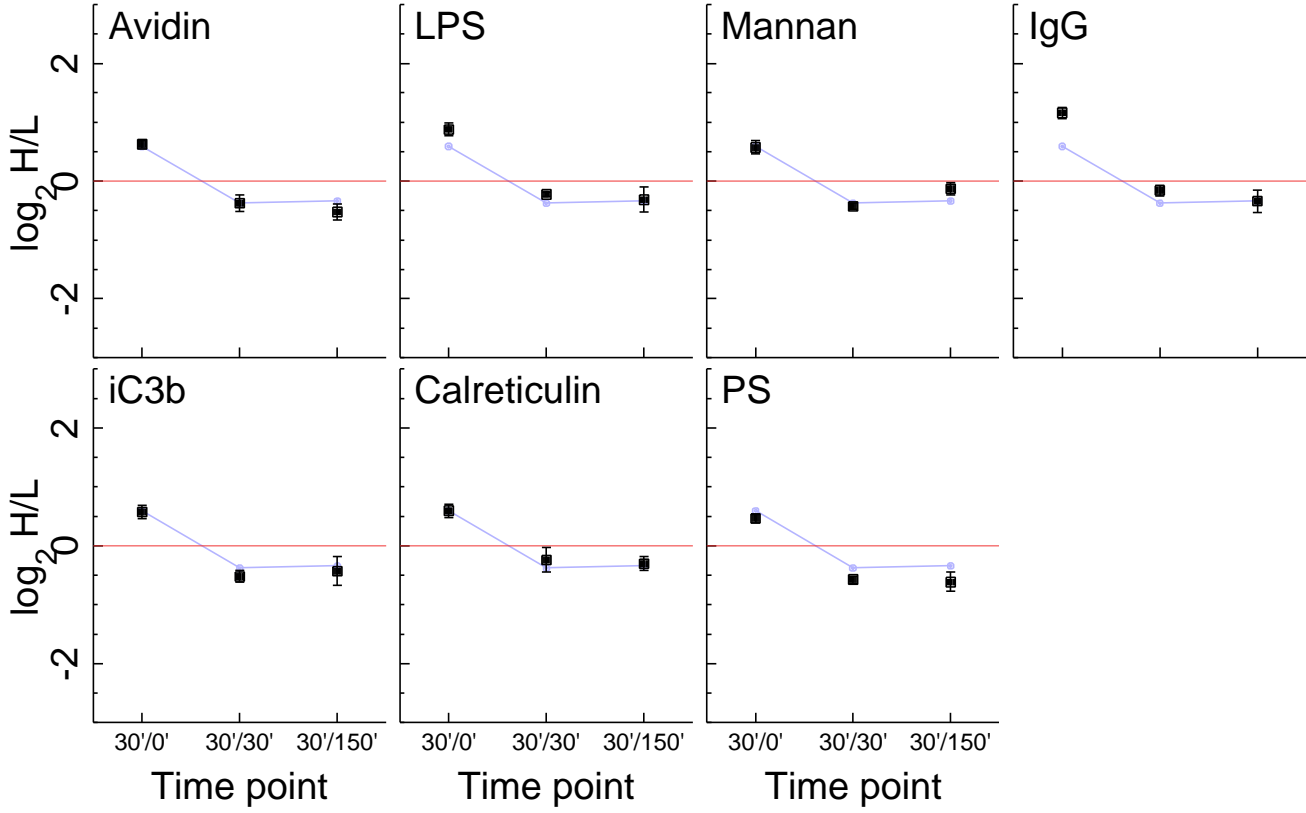 Avidin
LPS
Mannan
IgG
log2 H/L
2
0
-2
iC3b
Calreticulin
PS
log2 H/L
2
0
-2
30'/0' 30'/30' 30'/150'
30'/0' 30'/30' 30'/150'
30'/0' 30'/30' 30'/150'
Time point
Time point
Time point